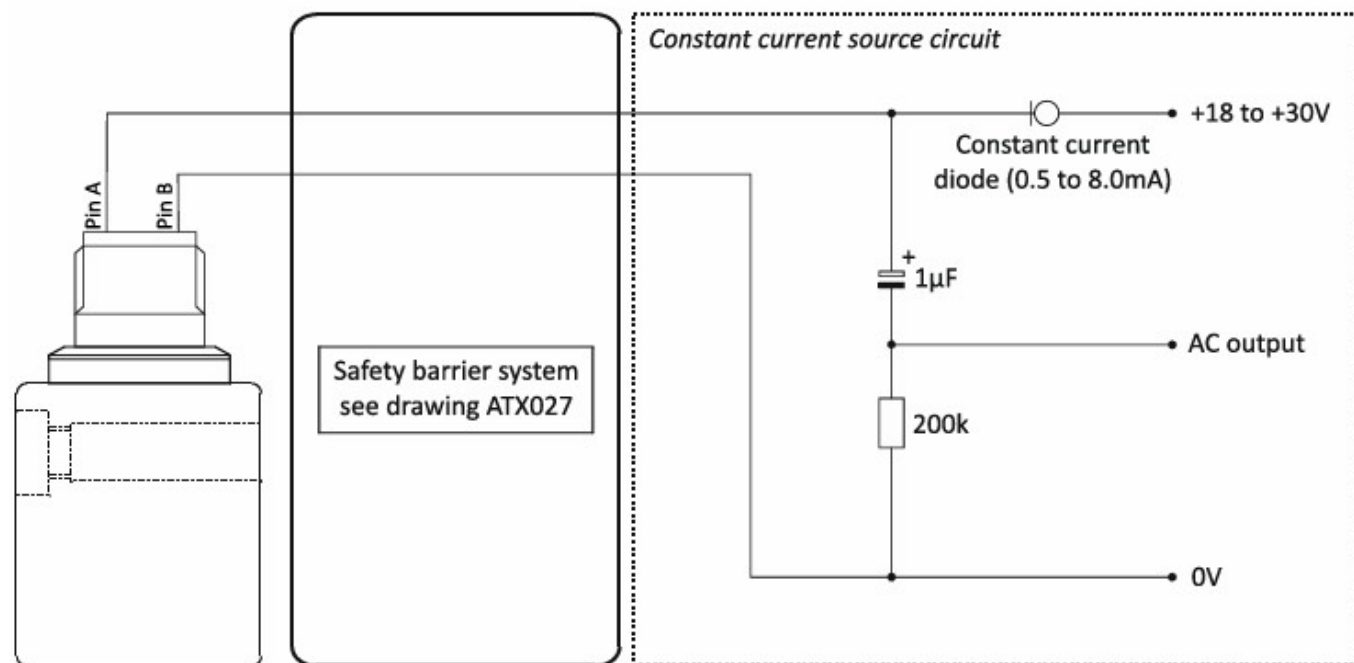 Constant current source circuit
+18 to +30V
Constant current
diode (0.5 to 8.0mA)
Pin A
Pin B
+
1µF
AC output
Safety barrier system
see drawing ATX027
200k
0V